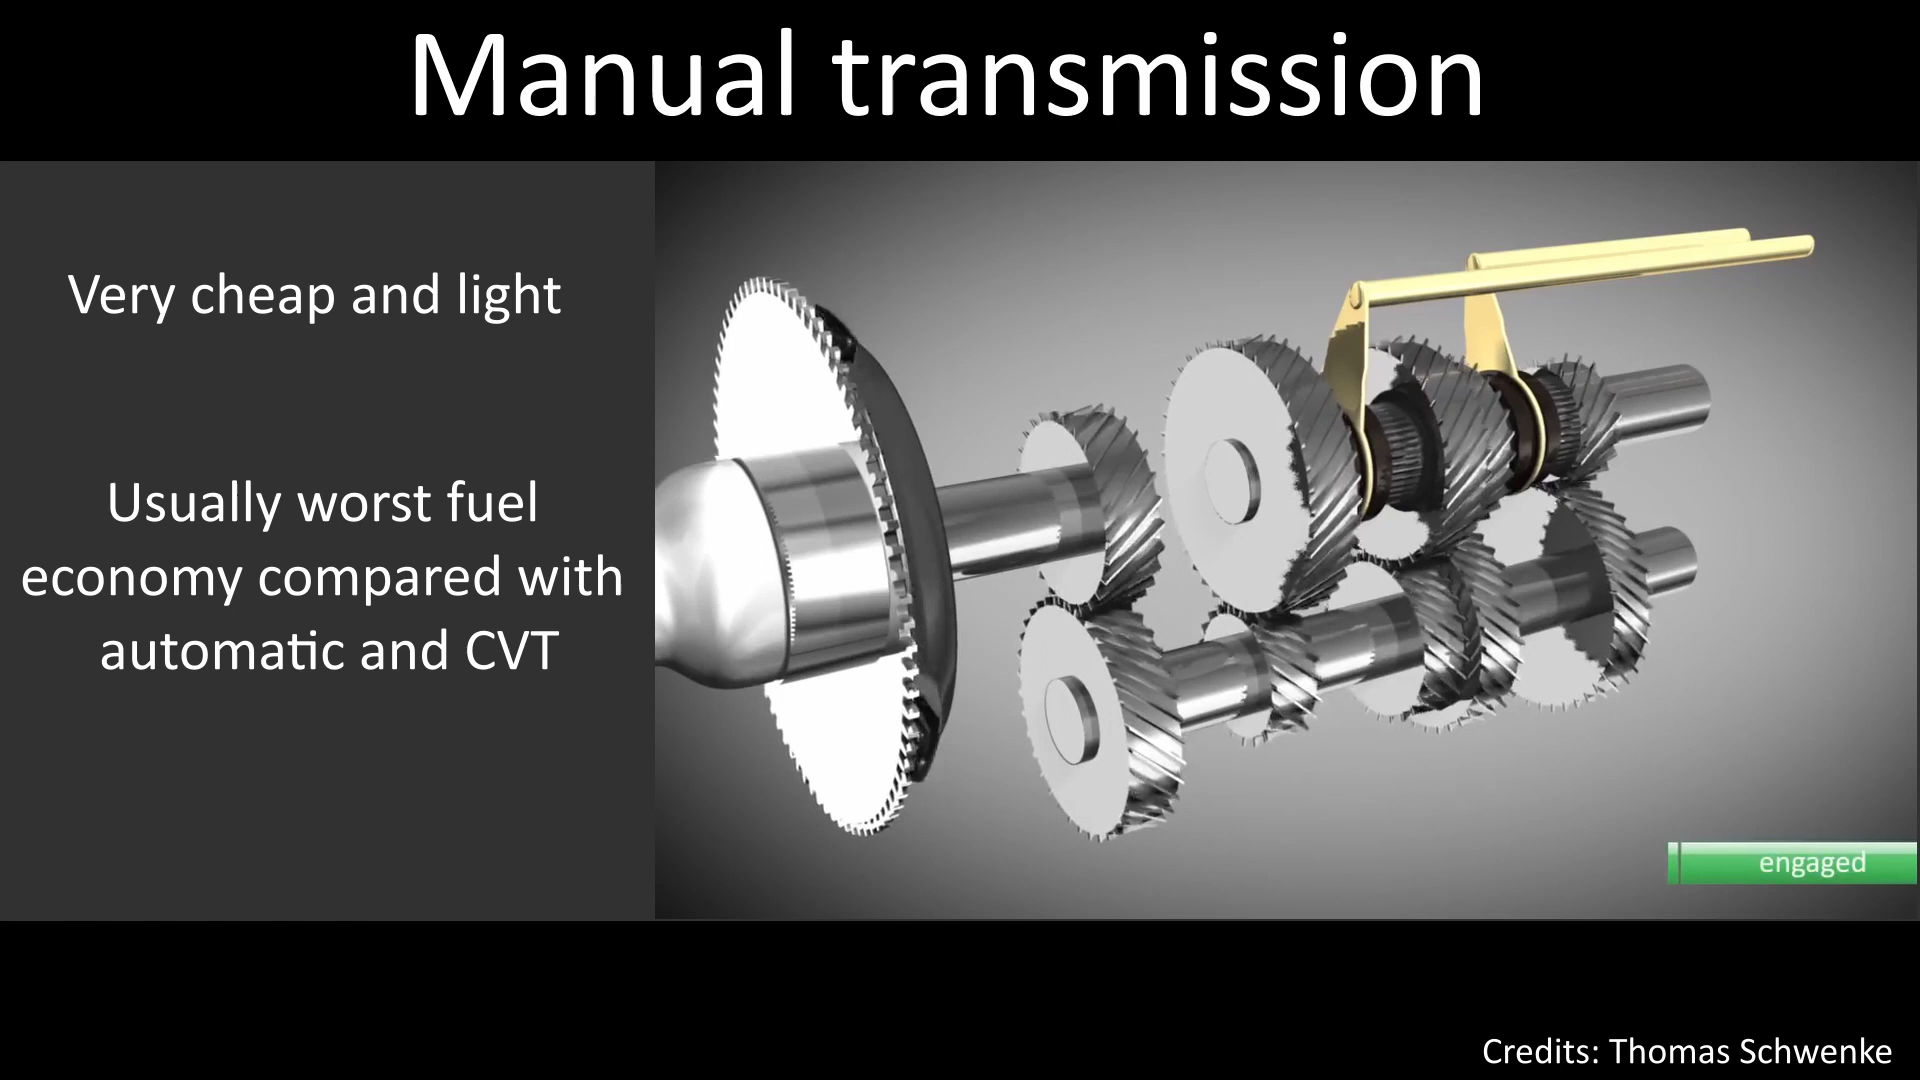 Manual transmission
Very cheap and light
Usually worst fuel
economy compared with
automatic and CVT
engaged
Credits: Thomas Schwenke